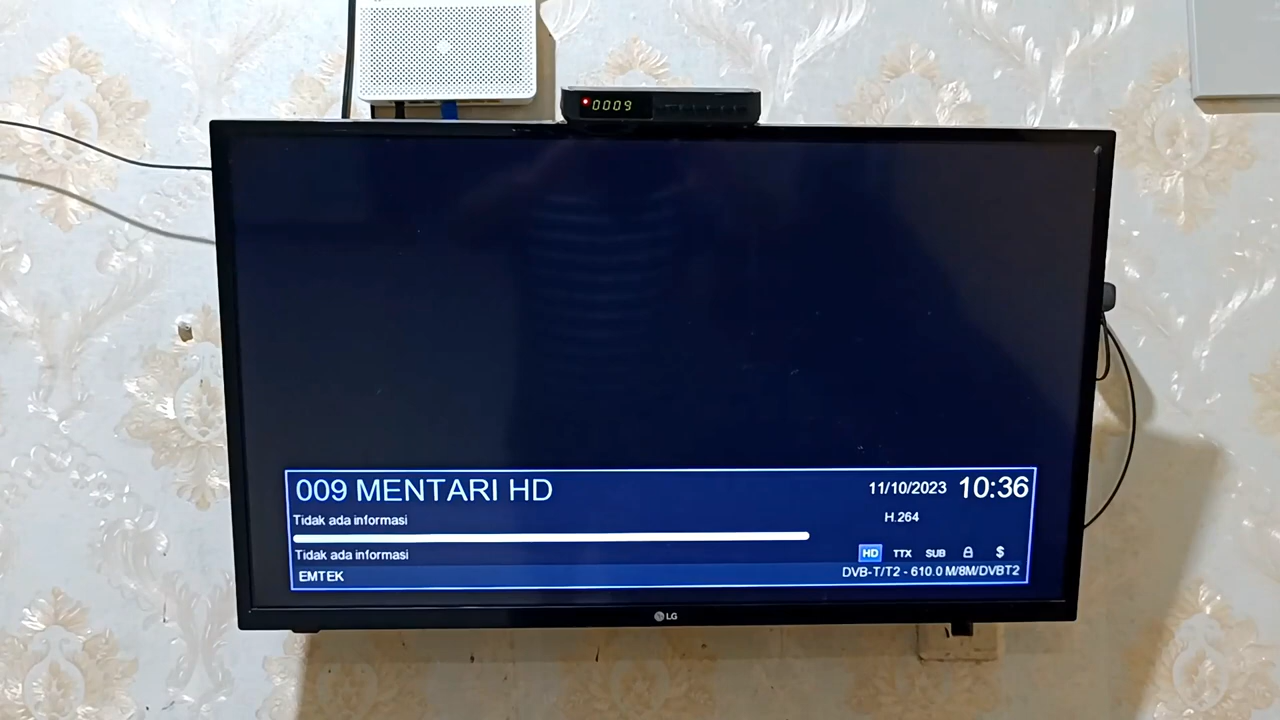 0009
009 MENTARI HD
11/10/2023 10:36
Tidak ada informasi
H.264
Tidak ada informasi
HD TTX SUB $
EMTEK
DVB-T/T2 - 610.0 M/8M/DVBT2
LG